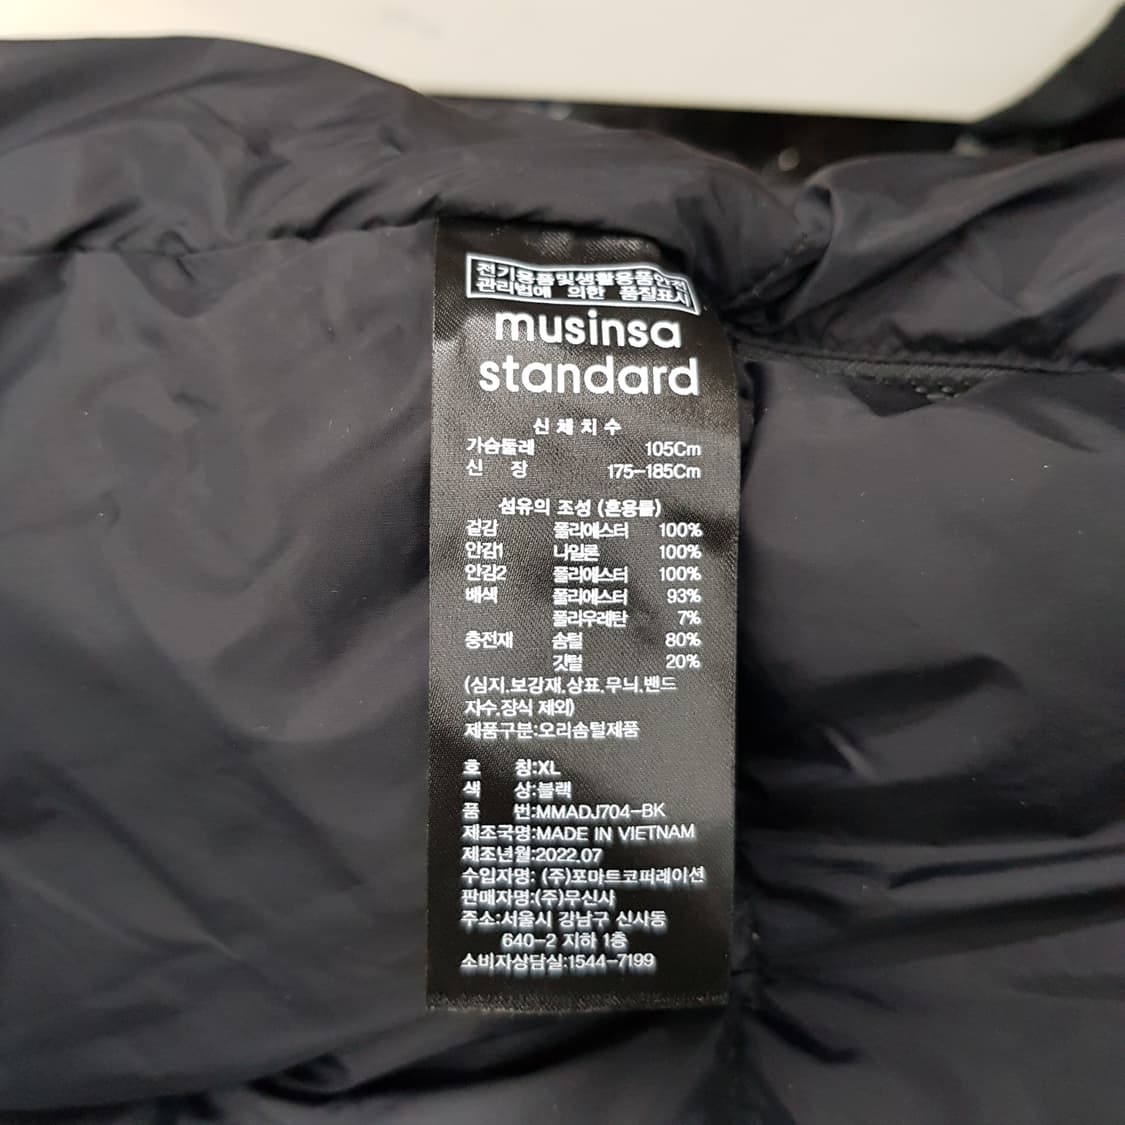 전기용품및생활용품안전
관리법에 의한 품질표시
musinsa
standard
신체치수
가슴둘레 105Cm
신 장 175-185Cm
섬유의 조성 (혼용률)
겉감 폴리에스터 100%
안감1 나일론 100%
안감2 폴리에스터 100%
배색 폴리에스터 93%
폴리우레탄 7%
충전재 솜털 80%
깃털 20%
(심지.보강재.상표.무늬.밴드
자수.장식 제외)
제품구분:오리솜털제품
호 칭:XL
색 상:블랙
품 번:MMADJ704-BK
제조국명:MADE IN VIETNAM
제조년월:2022.07
수입자명: (주)포마트코퍼레이션
판매자명:(주)무신사
주소:서울시 강남구 신사동
640-2 지하 1층
소비자상담실:1544-7199